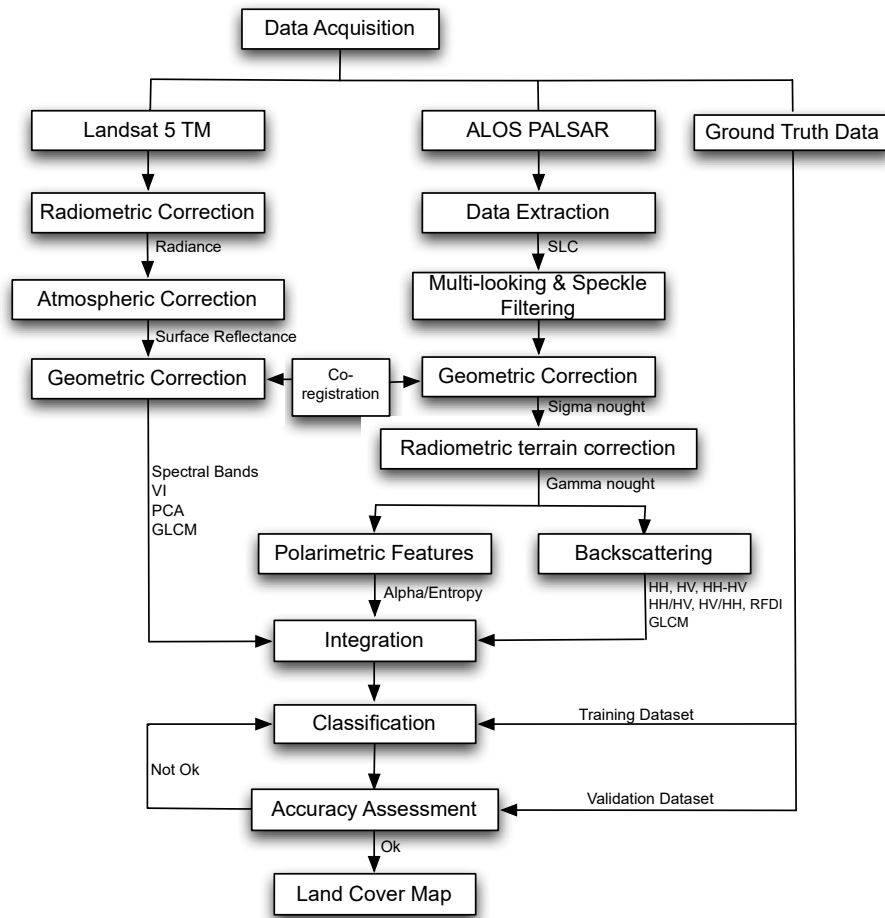 Data Acquisition
Landsat 5 TM
ALOS PALSAR
Ground Truth Data
Radiometric Correction
Data Extraction
Radiance
SLC
Atmospheric Correction
Multi-looking & Speckle
Filtering
Surface Reflectance
Geometric Correction
Co-
registration
Geometric Correction
Sigma nought
Radiometric terrain correction
Spectral Bands
VI
PCA
GLCM
Gamma nought
Polarimetric Features
Backscattering
Alpha/Entropy
HH, HV, HH-HV
HH/HV, HV/HH, RFDI
GLCM
Integration
Classification
Training Dataset
Not Ok
Accuracy Assessment
Validation Dataset
Ok
Land Cover Map